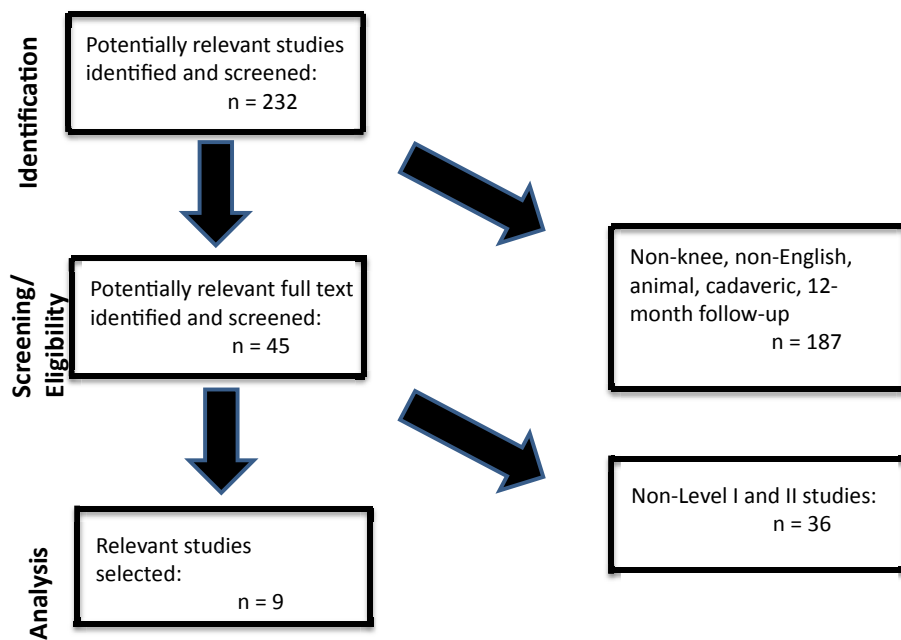 Identification
Potentially relevant studies
identified and screened:
n = 232
Non-knee, non-English,
animal, cadaveric, 12-
month follow-up
n = 187
Screening/
Eligibility
Potentially relevant full text
identified and screened:
n = 45
Non-Level I and II studies:
n = 36
Analysis
Relevant studies
selected:
n = 9